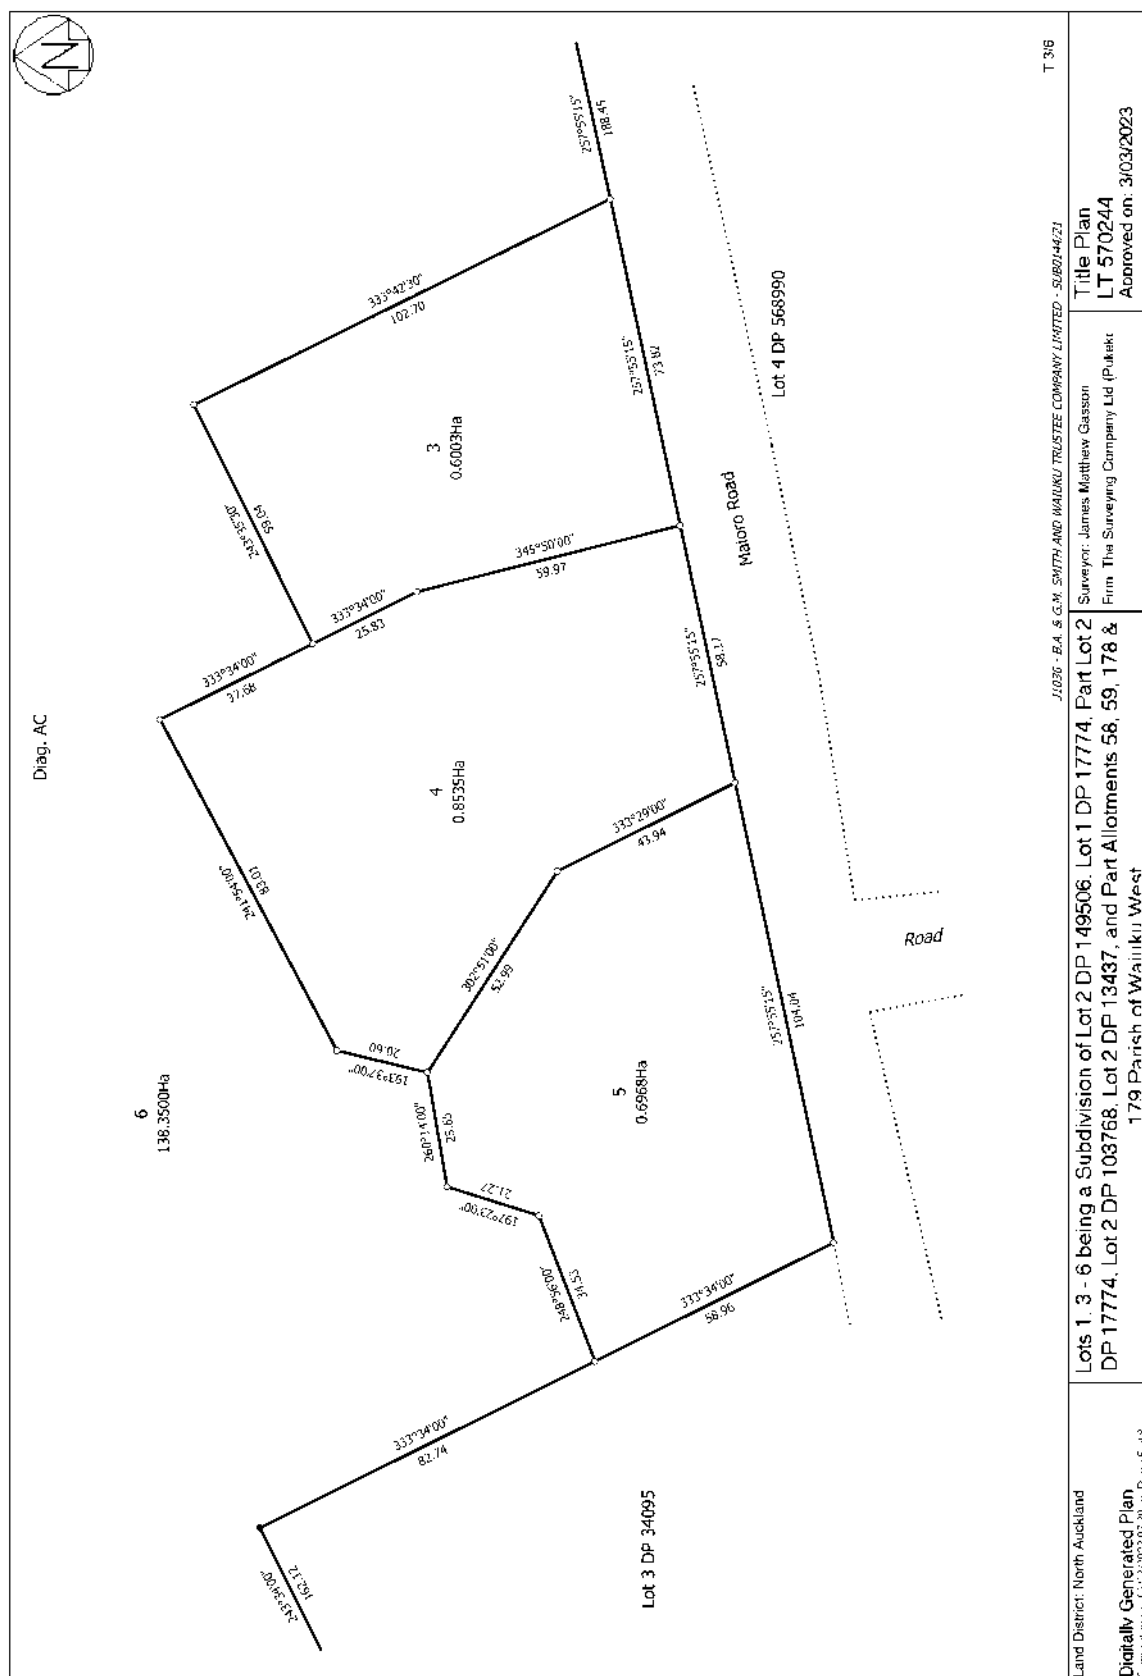 Diag. AC
N
T 3/6
6
138.3500Ha
243°34'00"
162.12
333°34'00"
82.74
248°56'00"
34.53
197°23'00"
21.27
260°14'00"
25.65
193°37'00"
20.60
241°54'00"
83.01
333°34'00"
37.68
243°35'30"
59.04
333°42'30"
102.70
257°55'15"
188.45
3
0.6003Ha
333°34'00"
25.83
345°50'00"
59.97
257°55'15"
73.87
4
0.8535Ha
302°51'00"
52.99
333°29'00"
43.94
257°55'15"
58.17
5
0.6968Ha
333°34'00"
58.96
257°55'15"
104.04
Maioro Road
Road
Lot 4 DP 568990
Lot 3 DP 34095
J1036 - B.A. & G.M. SMITH AND WAIUKU TRUSTEE COMPANY LIMITED - SUB0144/21
Land District: North Auckland
Digitally Generated Plan
Lots 1, 3 - 6 being a Subdivision of Lot 2 DP 149506, Lot 1 DP 17774, Part Lot 2
DP 17774, Lot 2 DP 103768, Lot 2 DP 13437, and Part Allotments 58, 59, 178 &
179 Parish of Waiuku West
Surveyor: James Matthew Gasson
Firm The Surveying Company Ltd (Pukek
Title Plan
LT 570244
Approved on: 3/03/2023